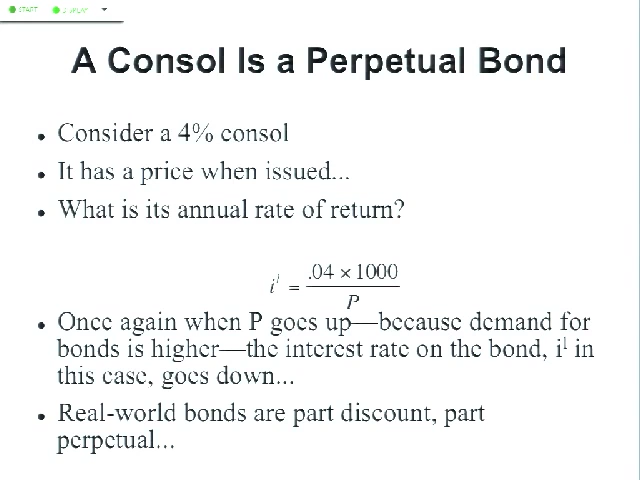 START DISPLAY
A Consol Is a Perpetual Bond
• Consider a 4% consol
• It has a price when issued...
• What is its annual rate of return?
i^l = .04 × 1000 / P
• Once again when P goes up—because demand for
bonds is higher—the interest rate on the bond, i^l in
this case, goes down...
• Real-world bonds are part discount, part
perpetual...